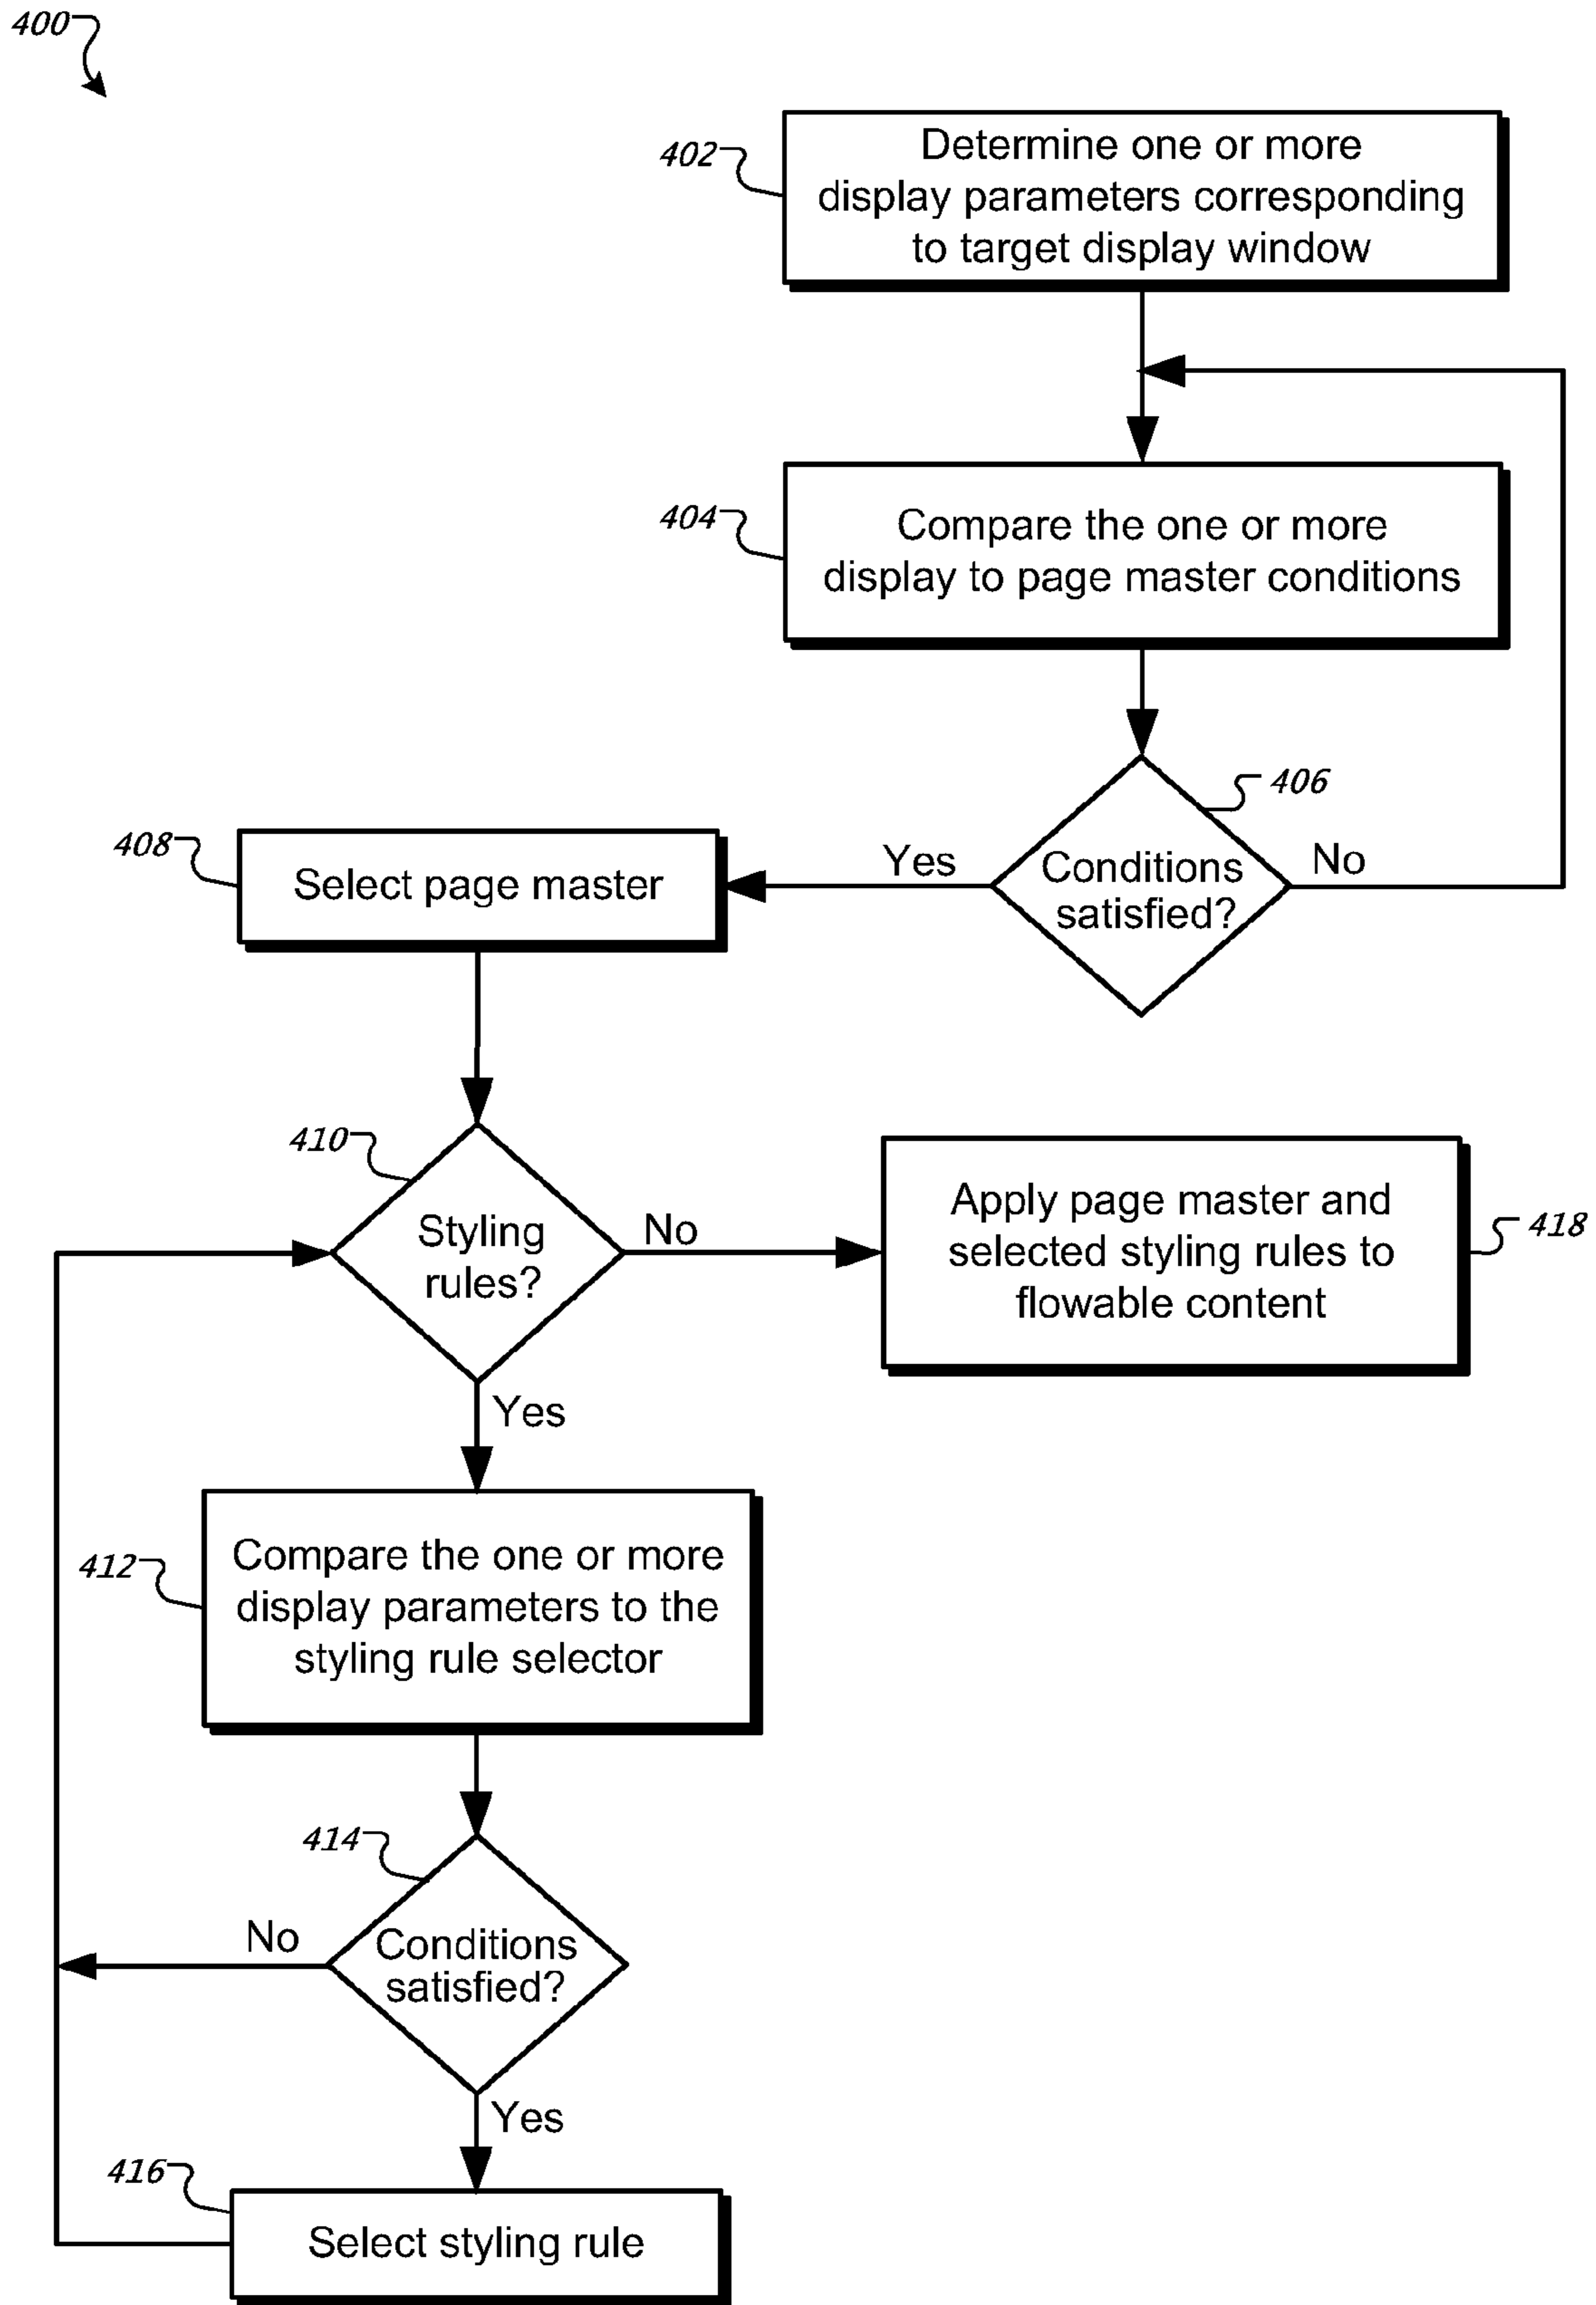 400
402
Determine one or more
display parameters corresponding
to target display window
404
Compare the one or more
display to page master conditions
406
Conditions
satisfied?
Yes
No
408
Select page master
410
Styling
rules?
No
Yes
Apply page master and
selected styling rules to
flowable content
418
412
Compare the one or more
display parameters to the
styling rule selector
414
Conditions
satisfied?
No
Yes
416
Select styling rule